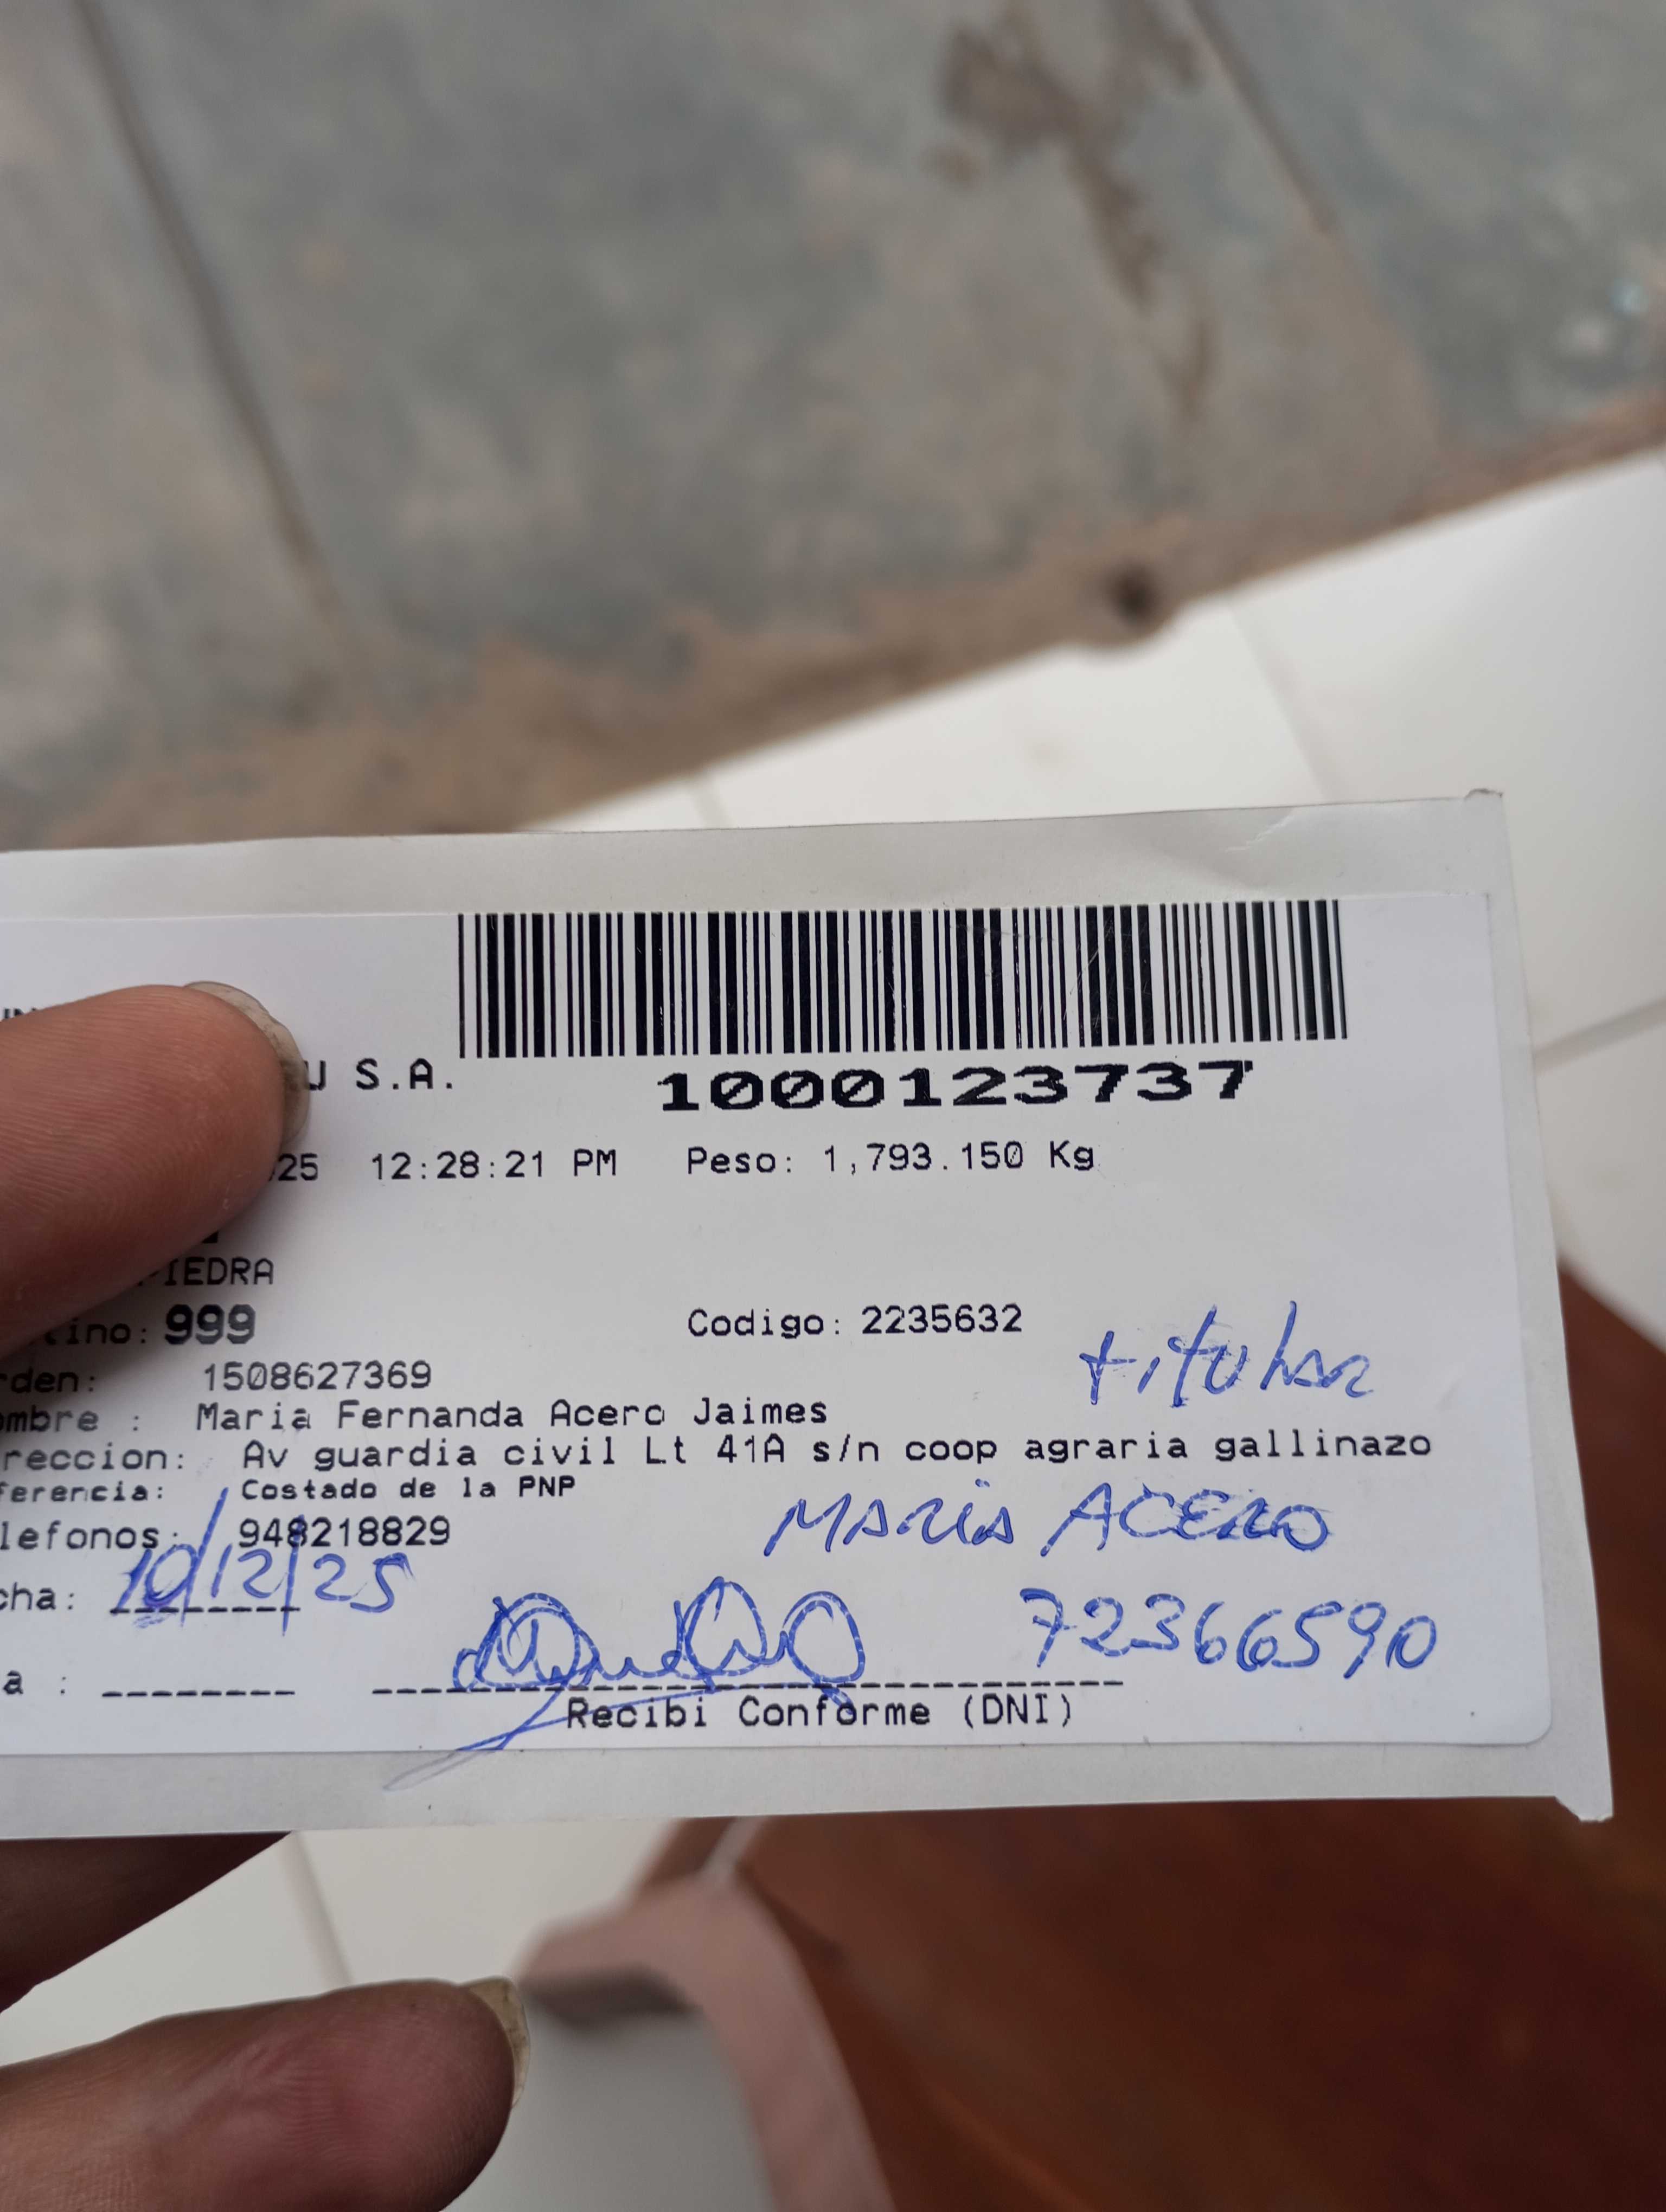 S.A.
1000123737
25 12:28:21 PM Peso: 1,793.150 Kg
PIEDRA
tino: 999 Codigo: 2235632
titular
rden: 1508627369
ombre : Maria Fernanda Acero Jaimes
reccion: Av guardia civil Lt 41A s/n coop agraria gallinazo
ferencia: Costado de la PNP
lefonos: 948218829
MARIA ACERO
cha: 10/12/25
72366590
a :
Recibi Conforme (DNI)